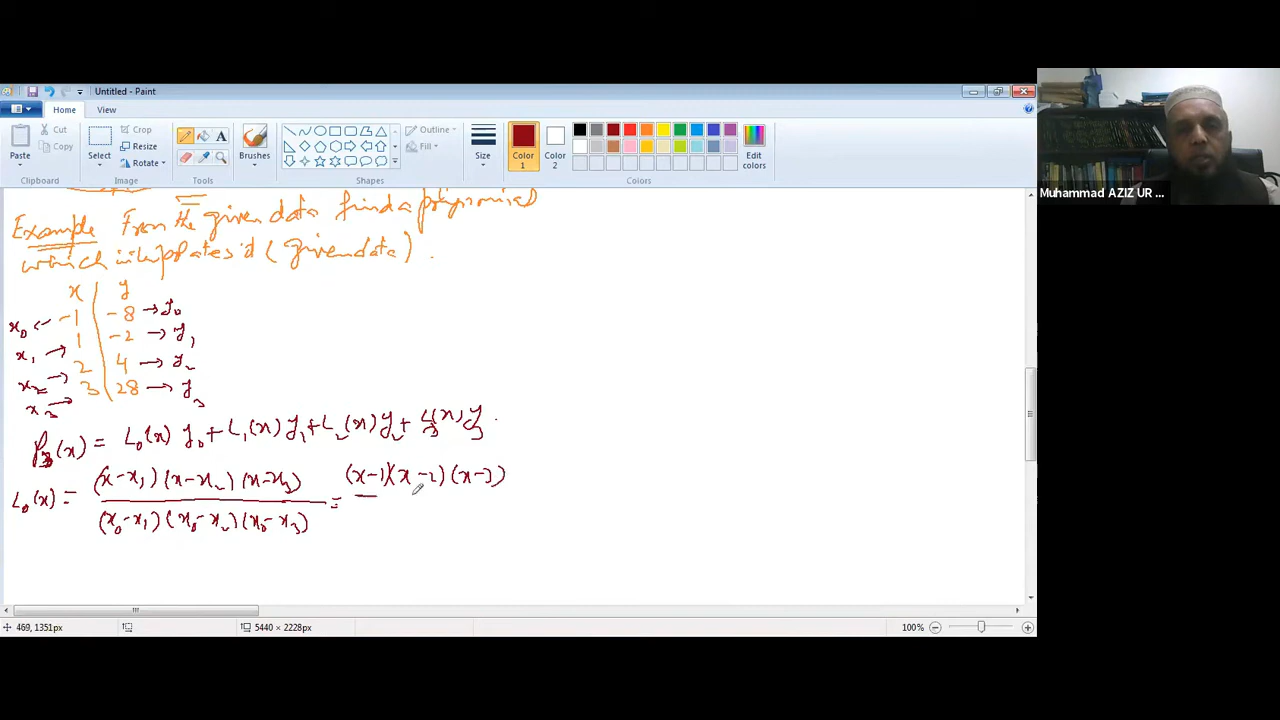 Untitled - Paint
Home View
Paste
Cut
Copy
Clipboard
Select
Crop
Resize
Rotate
Image
A
Tools
Brushes
Outline
Fill
Shapes
Size
Color 1
Color 2
Edit colors
Colors
Muhammad AZIZ UR ...
Example From the given data find a polynomial
which it (given data).
x y
x₀ ← -1 -8 → y₀
x₁ → 1 -2 → y₁
x₂ → 2 4 → y₂
x₃ → 3 28 → y₃
P₃(x) = L₀(x) y₀ + L₁(x) y₁ + L₂(x) y₂ + L₃(x) y₃.
L₀(x) = (x-x₁)(x-x₂)(x-x₃) = (x-1)(x-2)(x-3)
(x₀-x₁)(x₀-x₂)(x₀-x₃)
469, 1351px
5440 × 2228px
100%